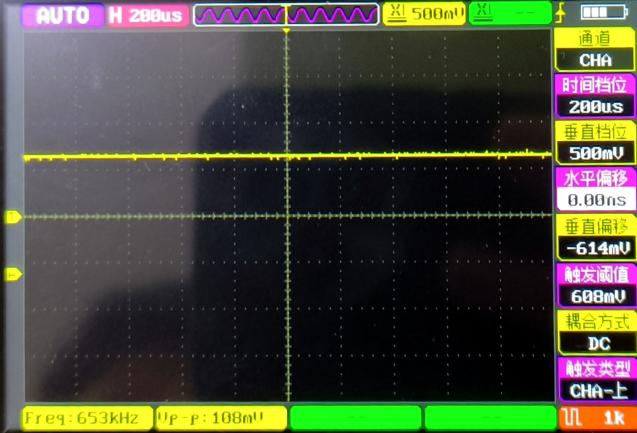 AUTO H 200us X1 500mV X1 --
通道
CHA
时间档位
200us
垂直档位
500mV
水平偏移
0.00ns
垂直偏移
-614mV
触发阈值
608mV
耦合方式
DC
触发类型
CHA-上
Freq:653kHz Vp-p:108mV -- -- 1k